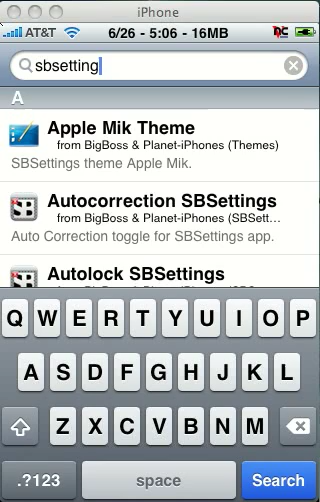 iPhone
AT&T 6/26 - 5:06 - 16MB
sbsetting
A
Apple Mik Theme
from BigBoss & Planet-iPhones (Themes)
SBSettings theme Apple Mik.
Autocorrection SBSettings
from BigBoss & Planet-iPhones (SBSett...
Auto Correction toggle for SBSettings app.
Autolock SBSettings
Q W E R T Y U I O P
A S D F G H J K L
Z X C V B N M
.?123 space Search